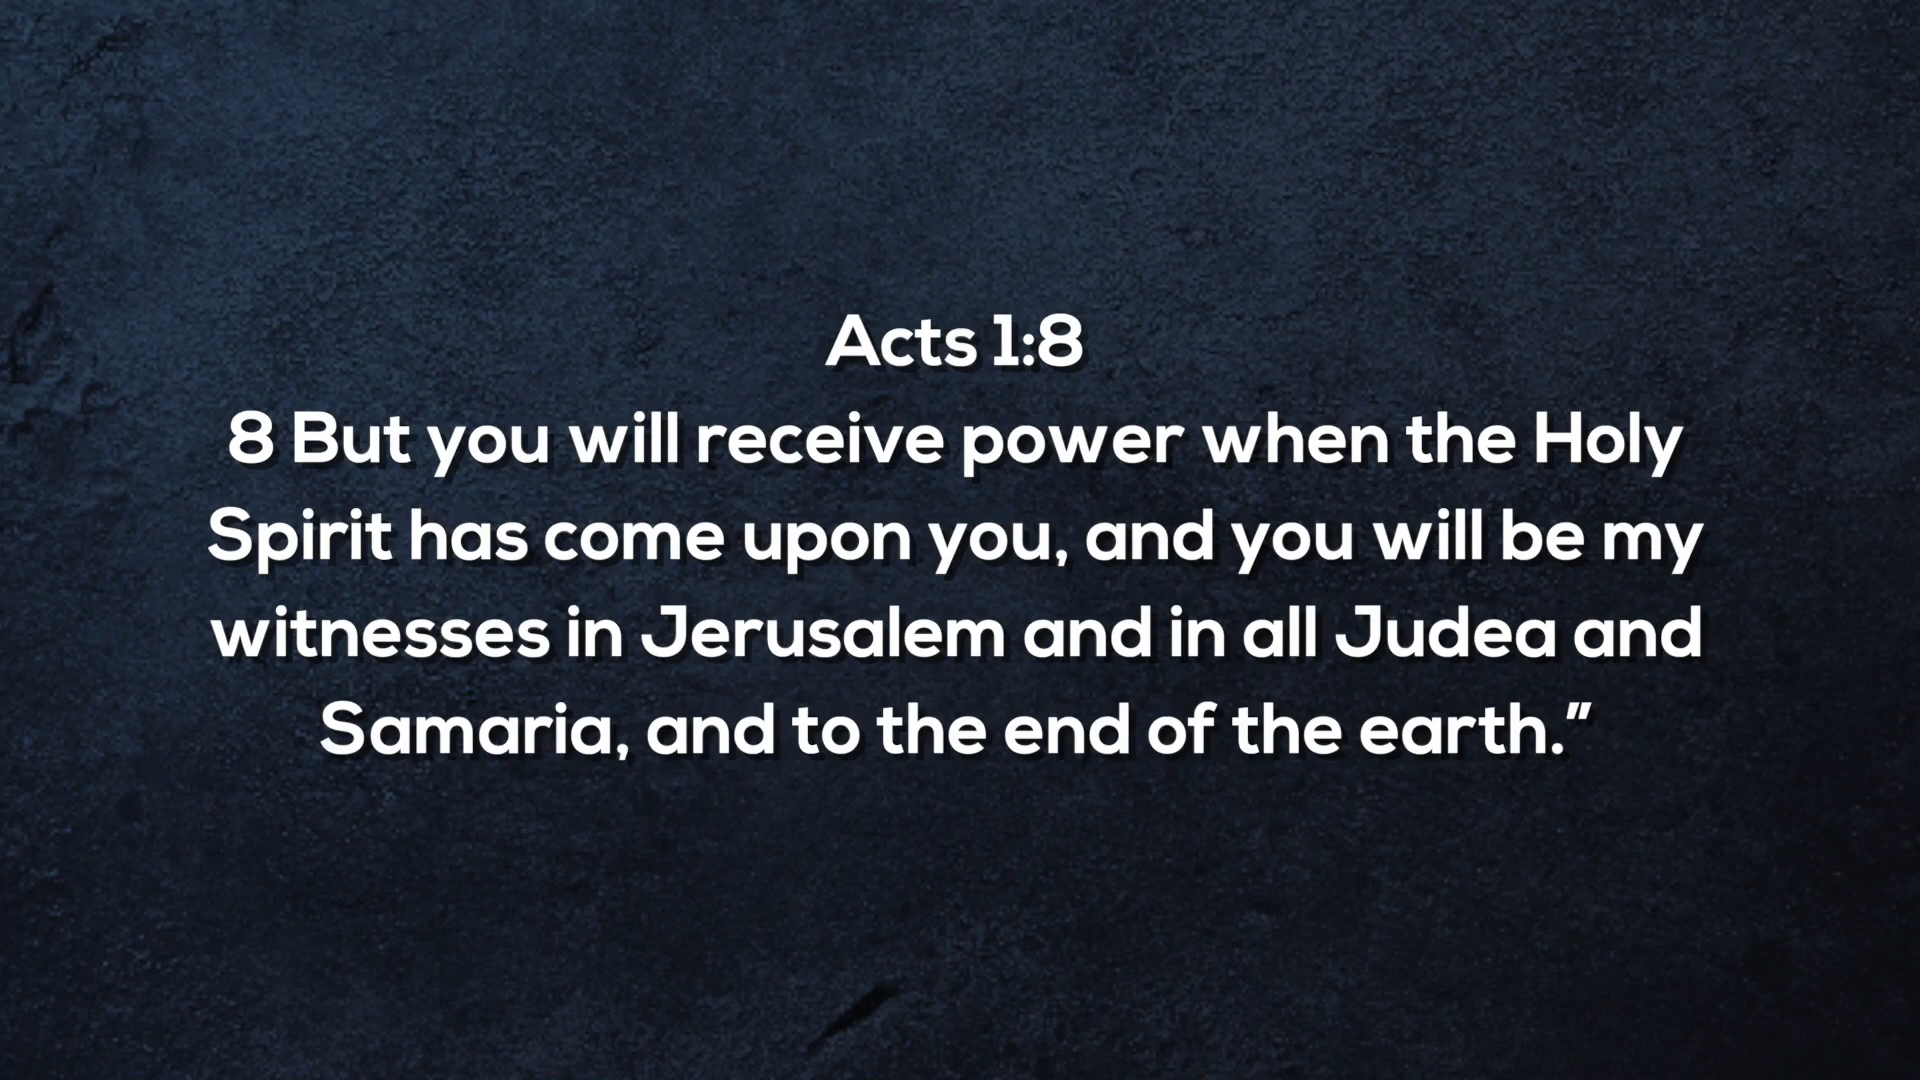 Acts 1:8
8 But you will receive power when the Holy
Spirit has come upon you, and you will be my
witnesses in Jerusalem and in all Judea and
Samaria, and to the end of the earth.”